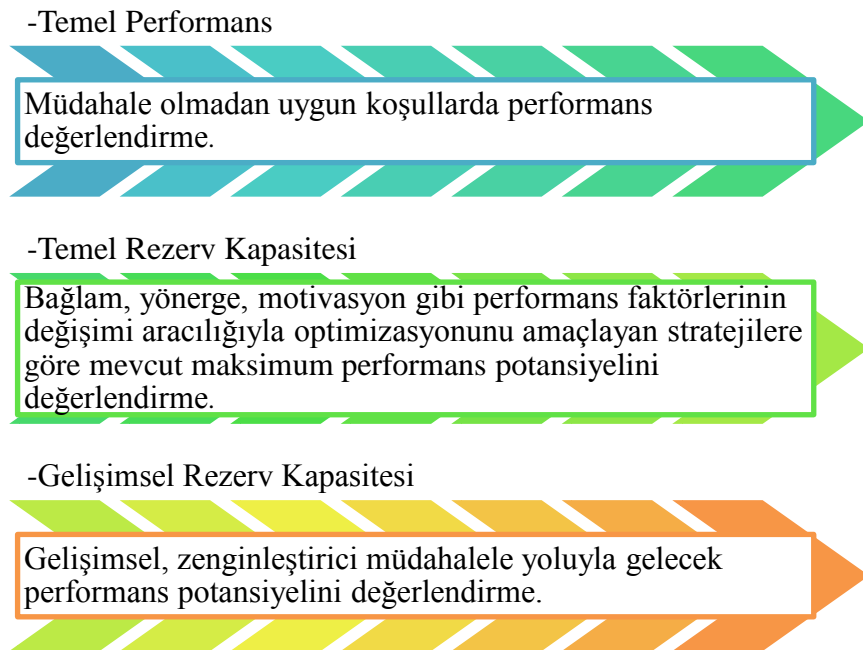 -Temel Performans
Müdahale olmadan uygun koşullarda performans
değerlendirme.
-Temel Rezerv Kapasitesi
Bağlam, yönerge, motivasyon gibi performans faktörlerinin
değişimi aracılığıyla optimizasyonunu amaçlayan stratejilere
göre mevcut maksimum performans potansiyelini
değerlendirme.
-Gelişimsel Rezerv Kapasitesi
Gelişimsel, zenginleştirici müdahalele yoluyla gelecek
performans potansiyelini değerlendirme.